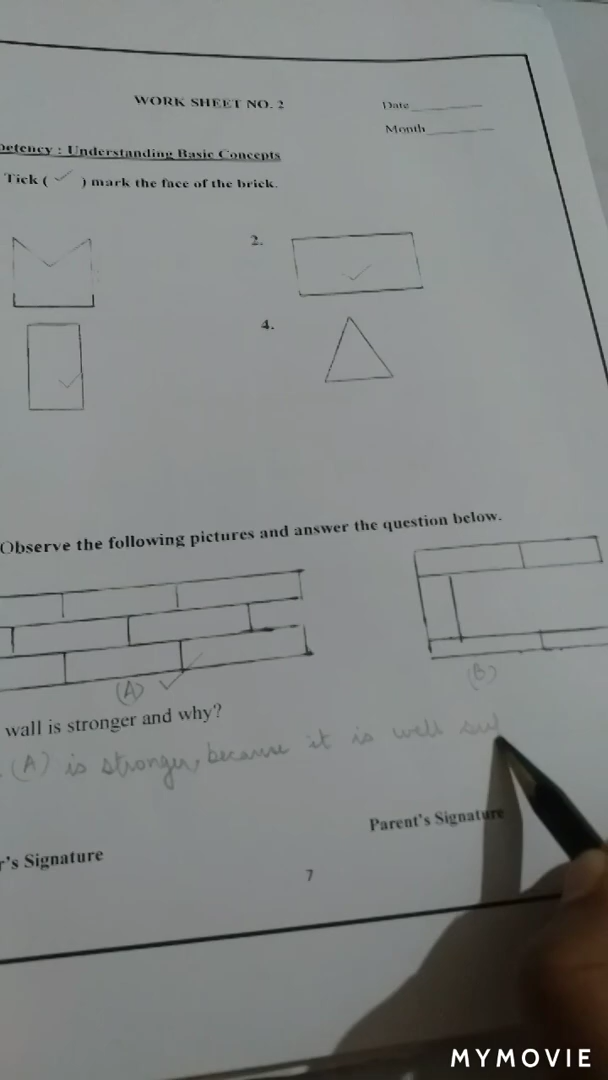 WORK SHEET NO. 2
Date
Month
petency : Understanding Basic Concepts
Tick ( ✓ ) mark the face of the brick.
2.
4.
Observe the following pictures and answer the question below.
(A) ✓
(B)
wall is stronger and why?
(A) is stronger, because it is well
Parent's Signature
r's Signature
7
MYMOVIE